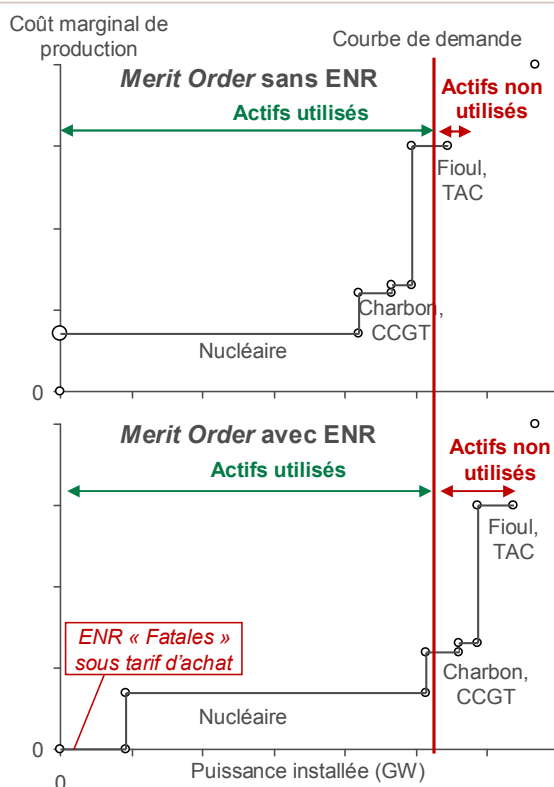 Coût marginal de
production
Courbe de demande
Merit Order sans ENR
Actifs non
utilisés
Actifs utilisés
Fioul,
TAC
Charbon,
CCGT
Nucléaire
0
Merit Order avec ENR
Actifs non
utilisés
Actifs utilisés
Fioul,
TAC
ENR « Fatales »
sous tarif d'achat
Charbon,
CCGT
Nucléaire
0
0
Puissance installée (GW)